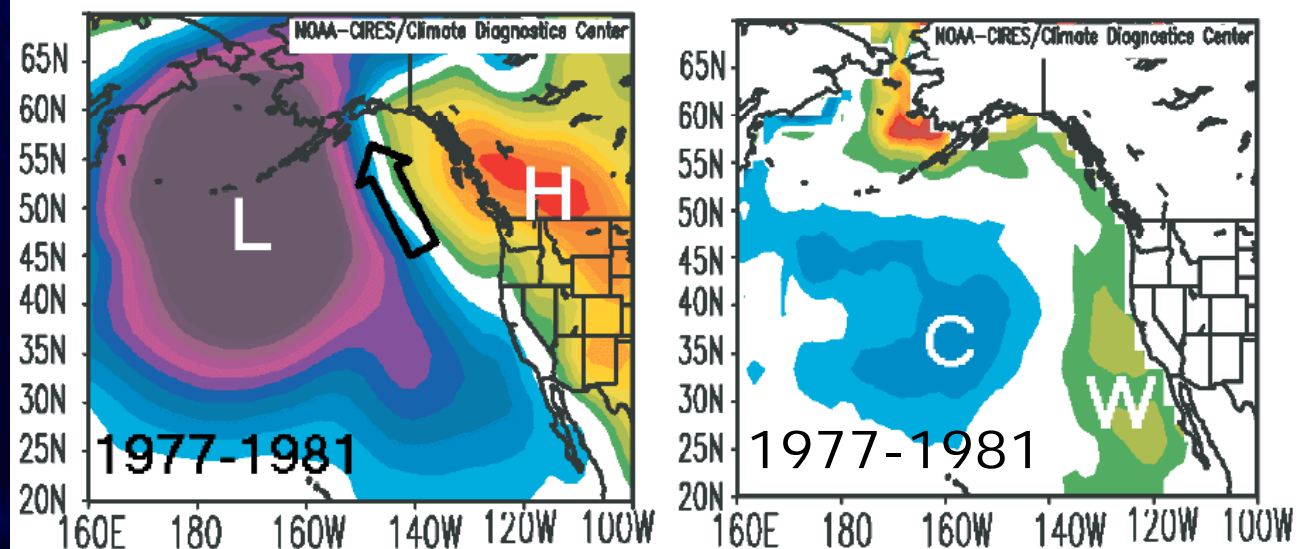 NOAA-CIRES/Climate Diagnostics Center
65N
60N
55N
50N
45N
40N
35N
30N
25N
20N
L
H
1977-1981
160E 180 160W 140W 120W 100W
NOAA-CIRES/Climate Diagnostics Center
65N
60N
55N
50N
45N
40N
35N
30N
25N
20N
C
W
1977-1981
160E 180 160W 140W 120W 100W